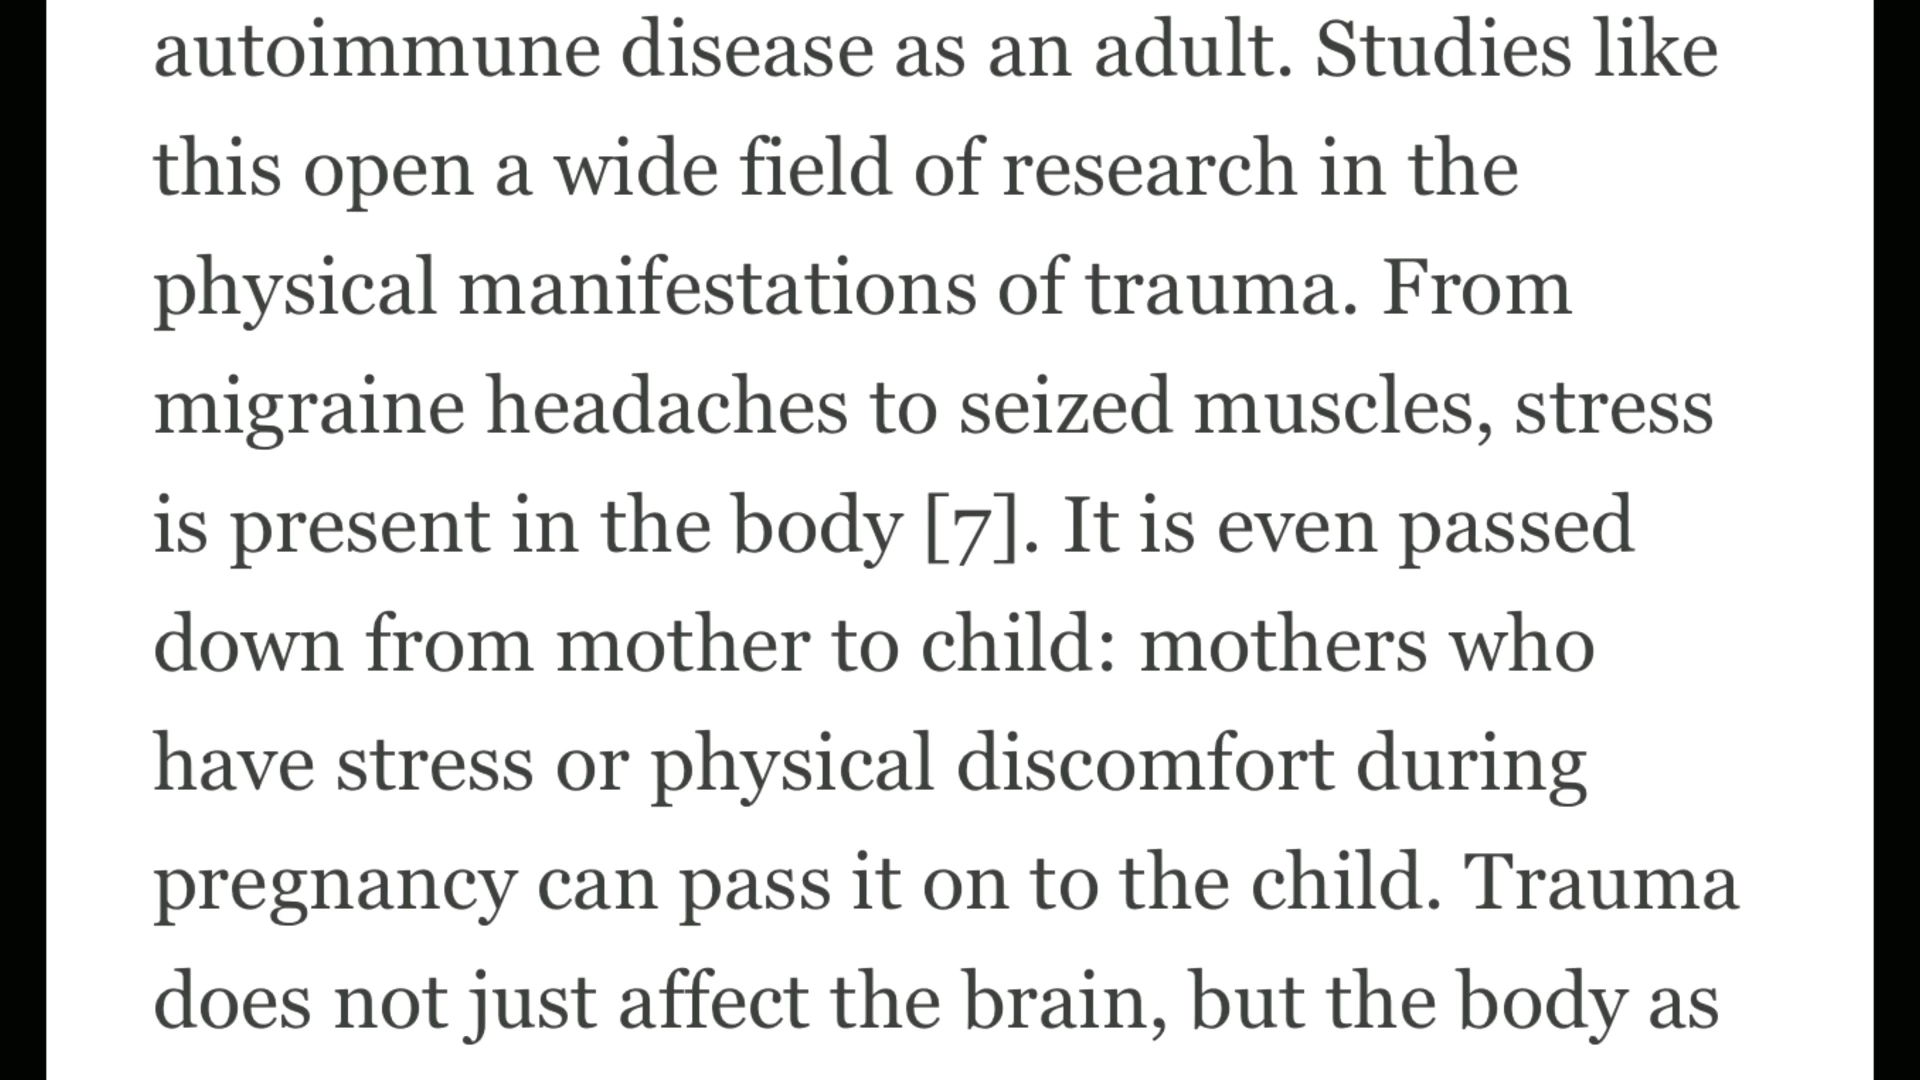 autoimmune disease as an adult. Studies like
this open a wide field of research in the
physical manifestations of trauma. From
migraine headaches to seized muscles, stress
is present in the body [7]. It is even passed
down from mother to child: mothers who
have stress or physical discomfort during
pregnancy can pass it on to the child. Trauma
does not just affect the brain, but the body as